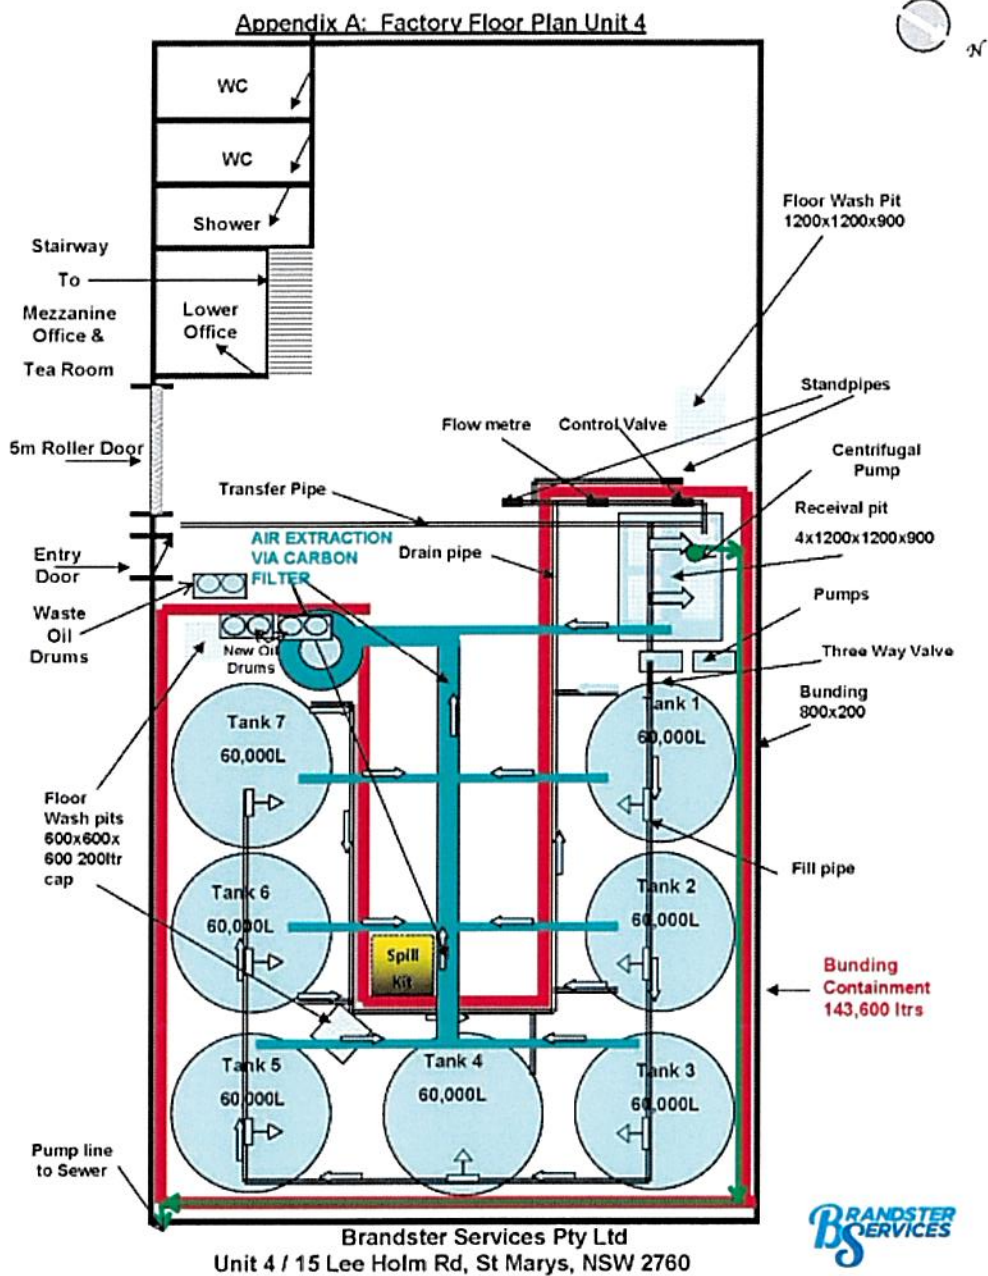 Appendix A: Factory Floor Plan Unit 4
N
WC
WC
Shower
Stairway
To
Mezzanine
Office &
Tea Room
Lower
Office
Floor Wash Pit
1200x1200x900
5m Roller Door
Standpipes
Flow metre
Control Valve
Centrifugal
Pump
Transfer Pipe
Receival pit
4x1200x1200x900
AIR EXTRACTION
VIA CARBON
FILTER
Drain pipe
Entry
Door
Pumps
Waste
Oil
Drums
New Oil
Drums
Three Way Valve
Bunding
800x200
Tank 7
60,000L
Tank 1
60,000L
Floor
Wash pits
600x600x
600 200ltr
cap
Fill pipe
Tank 6
60,000L
Tank 2
60,000L
Spill
Kit
Bunding
Containment
143,600 ltrs
Tank 5
60,000L
Tank 4
60,000L
Tank 3
60,000L
Pump line
to Sewer
Brandster Services Pty Ltd
Unit 4 / 15 Lee Holm Rd, St Marys, NSW 2760
BRANDSTER
SERVICES